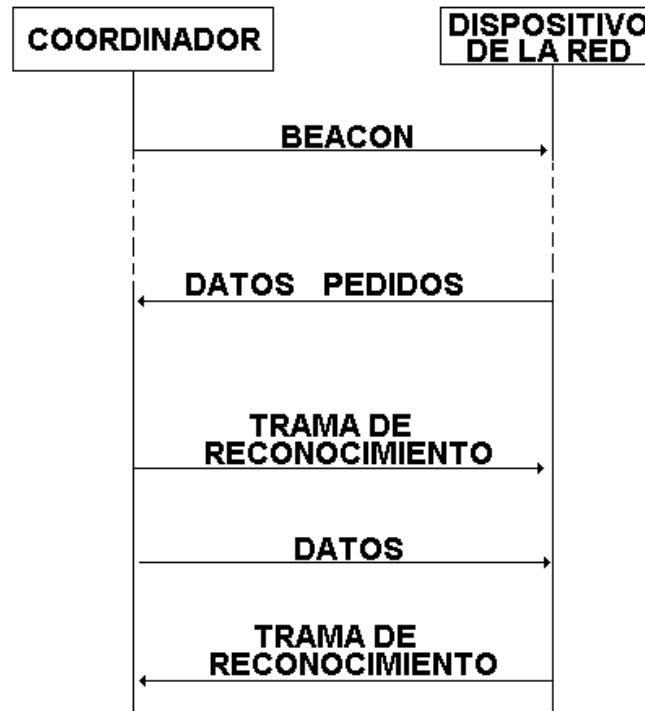 COORDINADOR
DISPOSITIVO
DE LA RED
BEACON
DATOS PEDIDOS
TRAMA DE
RECONOCIMIENTO
DATOS
TRAMA DE
RECONOCIMIENTO